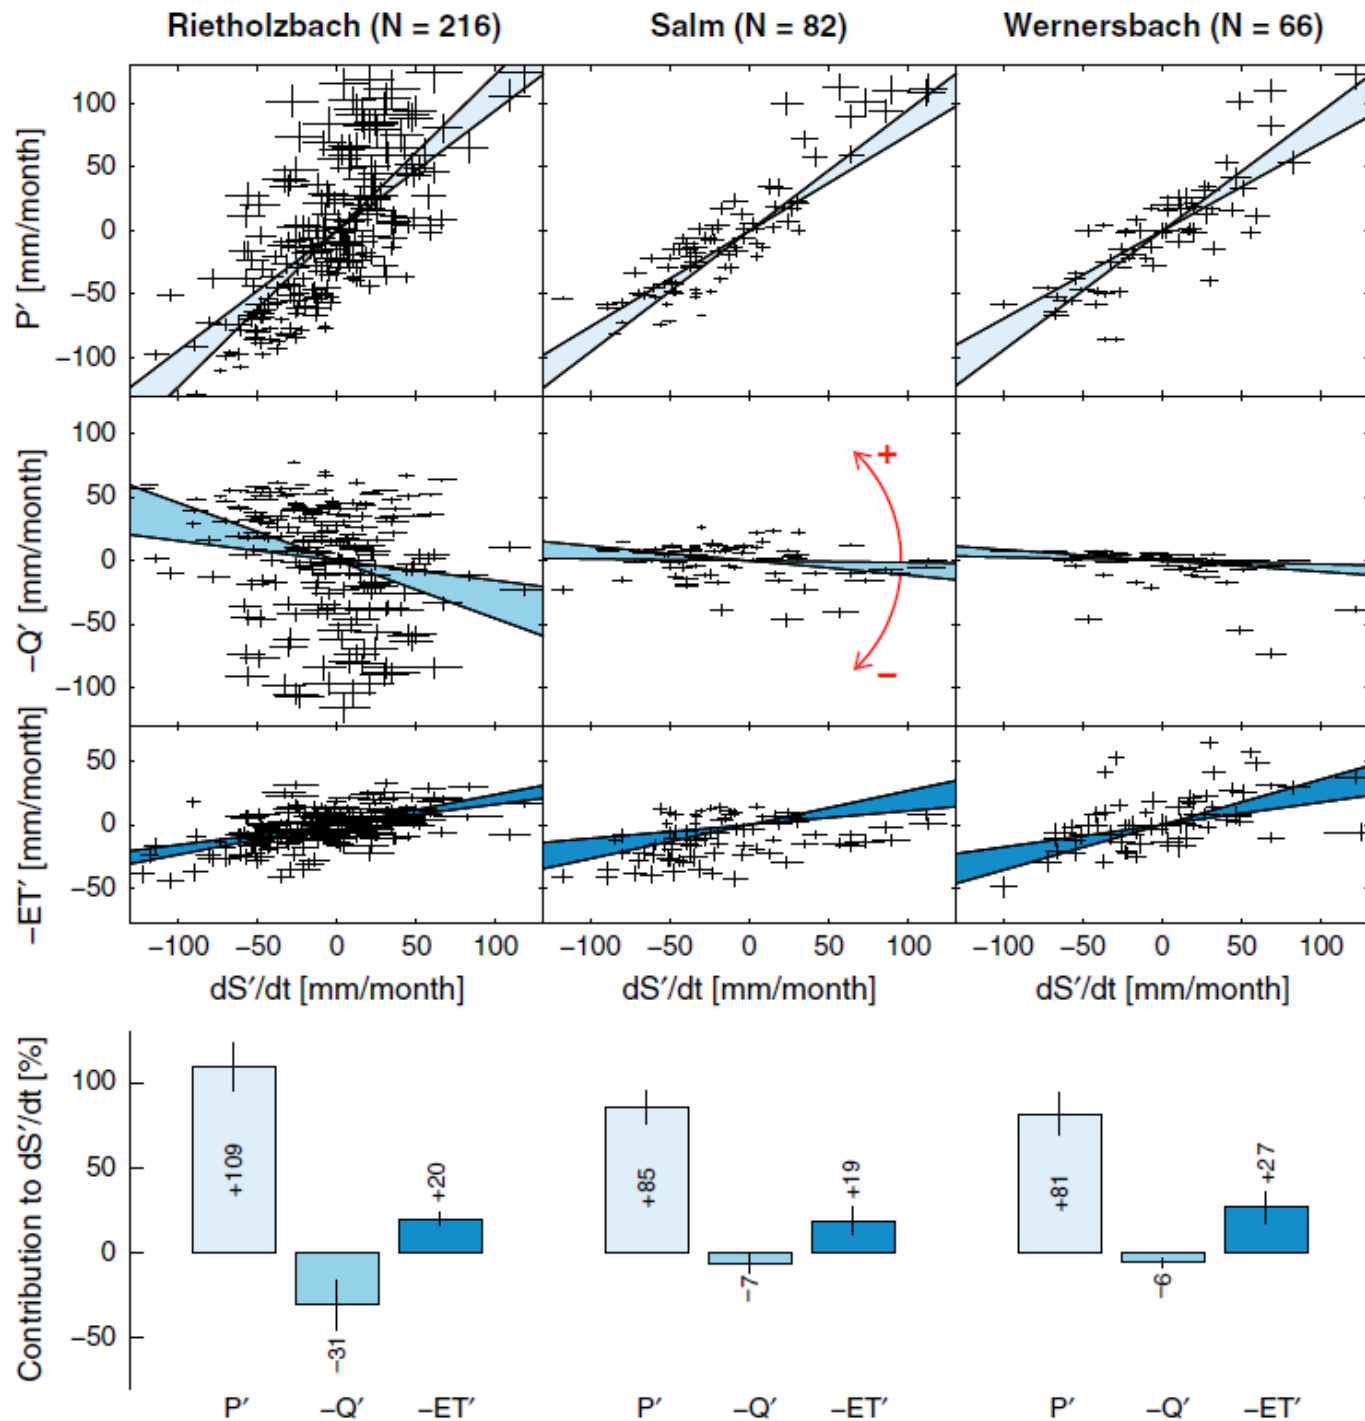 Rietholzbach (N = 216)
Salm (N = 82)
Wernersbach (N = 66)
P′ [mm/month]
100
50
0
−50
−100
−Q′ [mm/month]
100
50
0
−50
−100
+
−
−ET′ [mm/month]
50
0
−50
−100 −50 0 50 100
−100 −50 0 50 100
−100 −50 0 50 100
dS′/dt [mm/month]
dS′/dt [mm/month]
dS′/dt [mm/month]
Contribution to dS′/dt [%]
100
50
0
−50
+109
−31
+20
+85
−7
+19
+81
−6
+27
P′ −Q′ −ET′
P′ −Q′ −ET′
P′ −Q′ −ET′